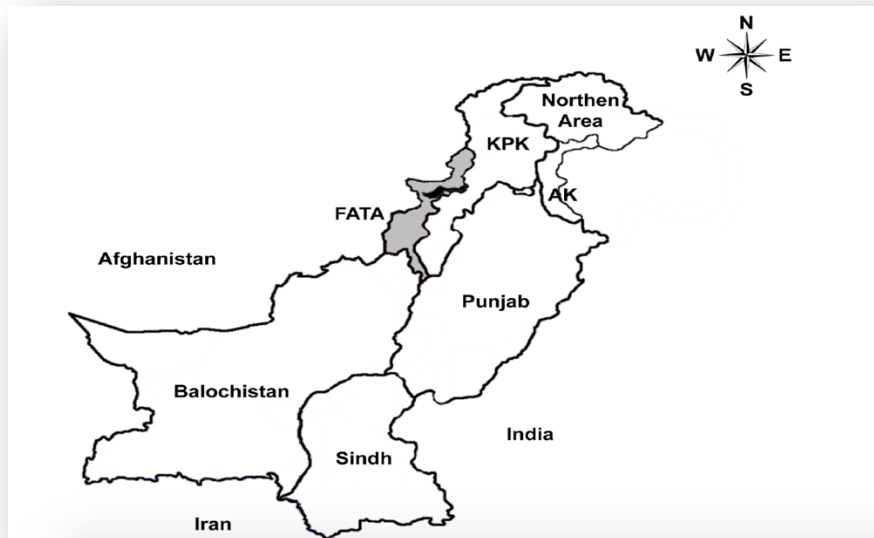 N
W E
S
Northen
Area
KPK
AK
FATA
Afghanistan
Punjab
Balochistan
India
Sindh
Iran